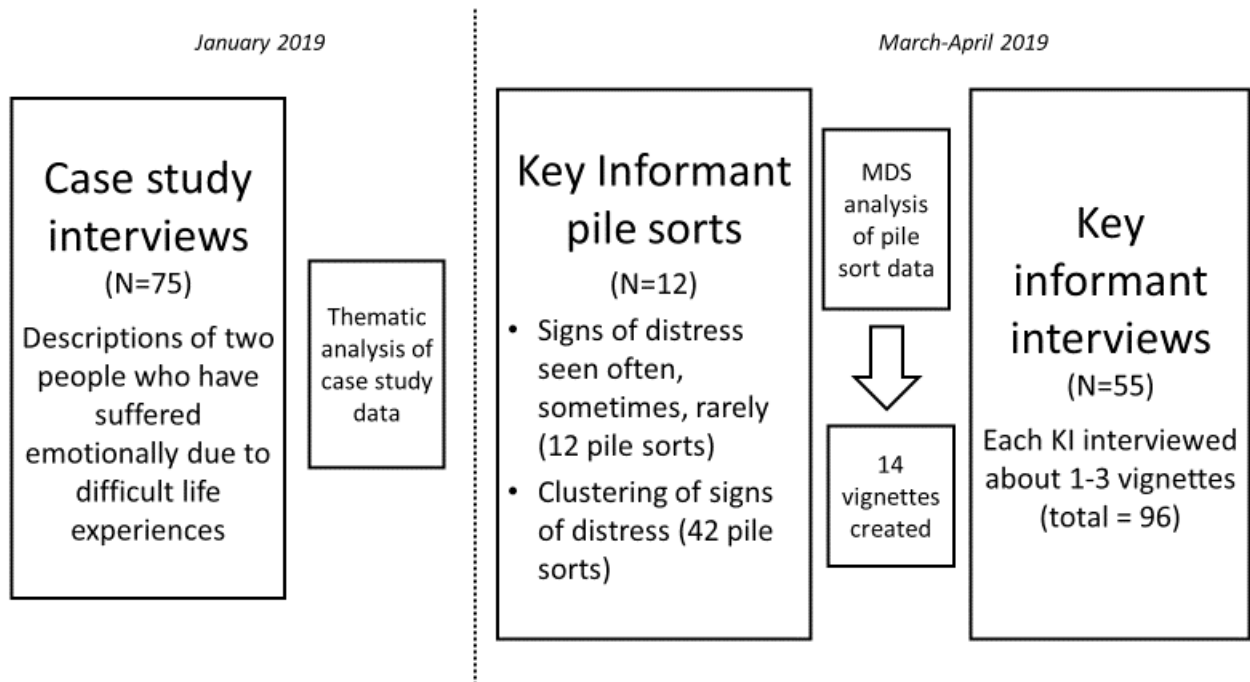 January 2019
March-April 2019
Case study
interviews
(N=75)
Descriptions of two
people who have
suffered
emotionally due to
difficult life
experiences
Thematic
analysis of
case study
data
Key Informant
pile sorts
(N=12)
• Signs of distress
seen often,
sometimes, rarely
(12 pile sorts)
• Clustering of signs
of distress (42 pile
sorts)
MDS
analysis
of pile
sort data
14
vignettes
created
Key
informant
interviews
(N=55)
Each KI interviewed
about 1-3 vignettes
(total = 96)